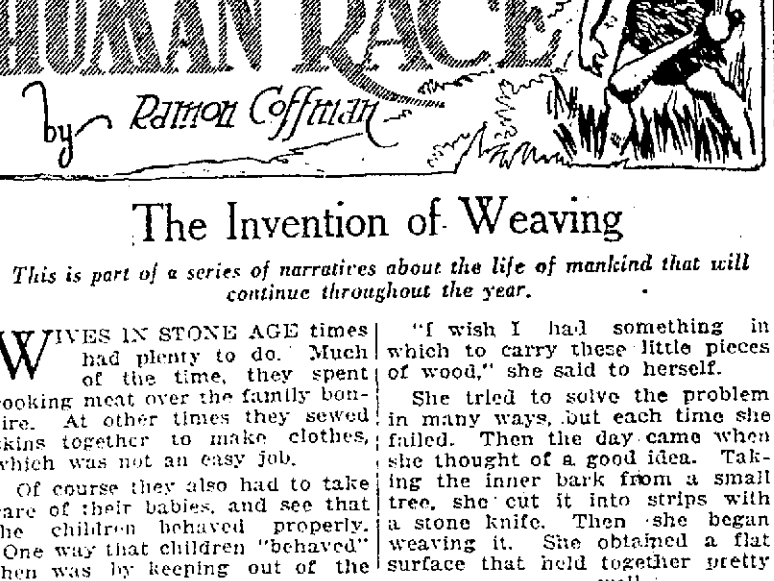 HUMAN RACE
by Ramon Coffman
The Invention of Weaving
This is part of a series of narratives about the life of mankind that will
continue throughout the year.
WIVES IN STONE AGE times
had plenty to do. Much
of the time, they spent
ooking meat over the family bon-
ire. At other times they sewed
kins together to make clothes,
which was not an easy job.
Of course they also had to take
are of their babies, and see that
he children behaved properly.
One way that children "behaved"
hen was by keeping out of the
"I wish I had something in
which to carry these little pieces
of wood," she said to herself.
She tried to solve the problem
in many ways, but each time she
failed. Then the day came when
she thought of a good idea. Tak-
ing the inner bark from a small
tree, she cut it into strips with
a stone knife. Then she began
weaving it. She obtained a flat
surface that held together pretty